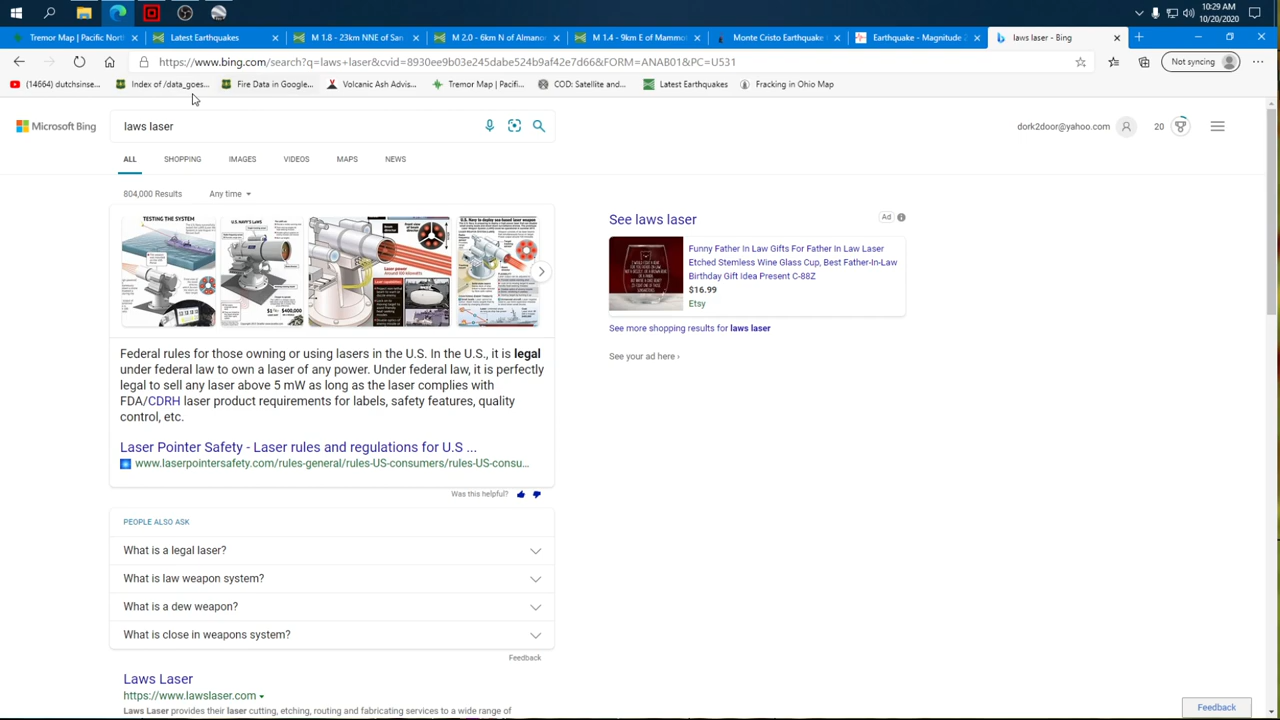 10:29 AM
10/20/2020
Tremor Map | Pacific North
Latest Earthquakes
M 1.8 - 23km NNE of San
M 2.0 - 6km N of Almano
M 1.4 - 9km E of Mammo
Monte Cristo Earthquake
Earthquake - Magnitude 2
laws laser - Bing
https://www.bing.com/search?q=laws+laser&cvid=8930ee9b03e245dabe524b9af42e7d66&FORM=ANAB01&PC=U531
Not syncing
(14664) dutchsinse...
Index of /data_goes...
Fire Data in Google...
Volcanic Ash Advis...
Tremor Map | Pacifi...
COD: Satellite and...
Latest Earthquakes
Fracking in Ohio Map
Microsoft Bing
laws laser
dork2door@yahoo.com
20
ALL
SHOPPING
IMAGES
VIDEOS
MAPS
NEWS
804,000 Results
Any time
TESTING THE SYSTEM
U.S. NAVY'S LAWS
See laws laser
Ad
Funny Father In Law Gifts For Father In Law Laser
Etched Stemless Wine Glass Cup, Best Father-In-Law
Birthday Gift Idea Present C-88Z
$16.99
Etsy
See more shopping results for laws laser
See your ad here ›
Federal rules for those owning or using lasers in the U.S. In the U.S., it is legal
under federal law to own a laser of any power. Under federal law, it is perfectly
legal to sell any laser above 5 mW as long as the laser complies with
FDA/CDRH laser product requirements for labels, safety features, quality
control, etc.
Laser Pointer Safety - Laser rules and regulations for U.S ...
www.laserpointersafety.com/rules-general/rules-US-consumers/rules-US-consu...
Was this helpful?
PEOPLE ALSO ASK
What is a legal laser?
What is law weapon system?
What is a dew weapon?
What is close in weapons system?
Feedback
Laws Laser
https://www.lawslaser.com
Laws Laser provides their laser cutting, etching, routing and fabricating services to a wide range of
Feedback